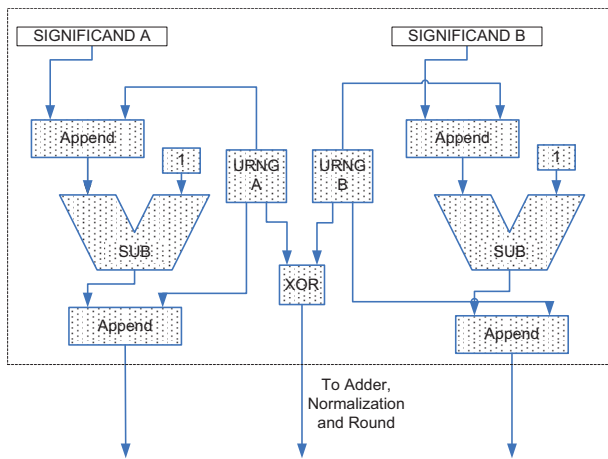 SIGNIFICAND A
SIGNIFICAND B
Append
Append
1
URNG
A
URNG
B
1
SUB
SUB
XOR
Append
Append
To Adder,
Normalization
and Round